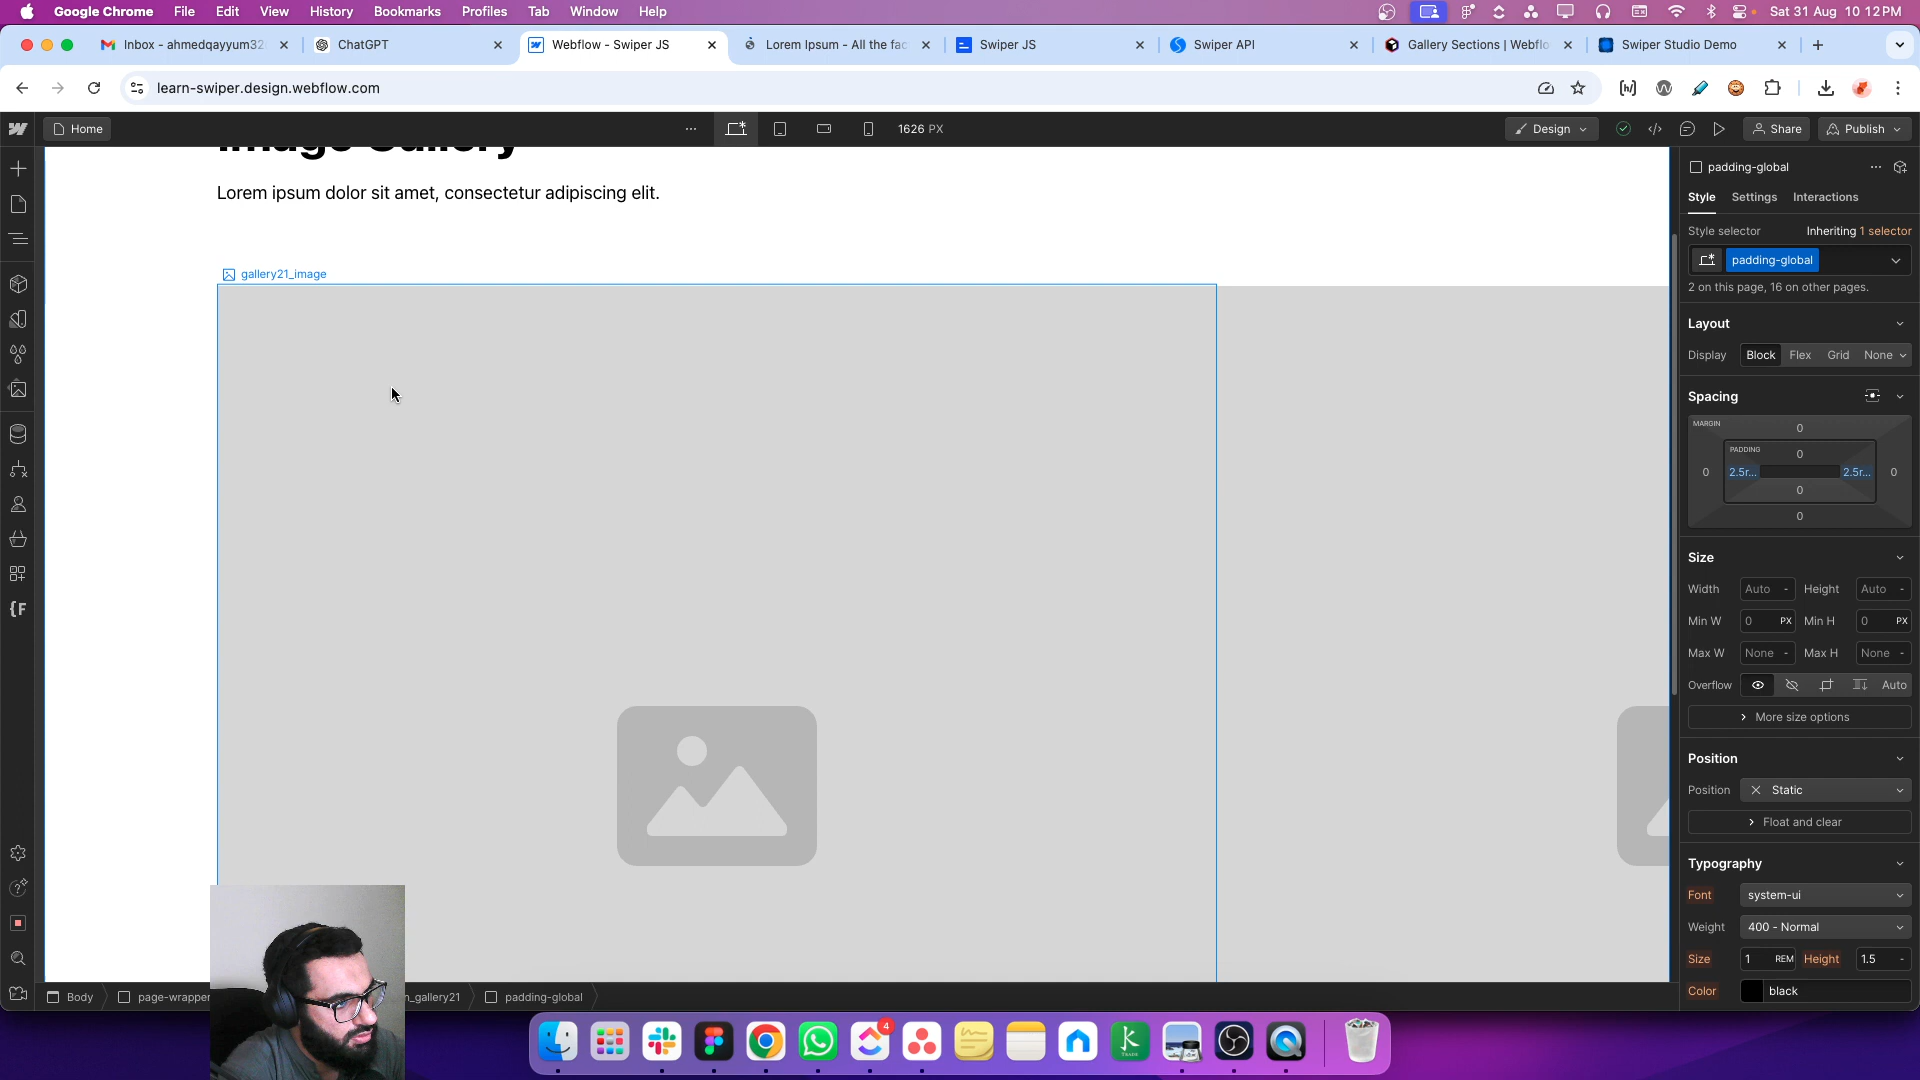 Google Chrome File Edit View History Bookmarks Profiles Tab Window Help Sat 31 Aug 10 12 PM
Inbox - ahmedqayyum32 ChatGPT Webflow - Swiper JS Lorem Ipsum - All the fac Swiper JS Swiper API Gallery Sections | Webflo Swiper Studio Demo
learn-swiper.design.webflow.com
Home 1626 PX Design Share Publish
Image Gallery
Lorem ipsum dolor sit amet, consectetur adipiscing elit.
gallery21_image
padding-global
Style Settings Interactions
Style selector Inheriting 1 selector
padding-global
2 on this page, 16 on other pages.
Layout
Display Block Flex Grid None
Spacing
MARGIN
0
PADDING
0
0 2.5r... 2.5r... 0
0
0
Size
Width Auto - Height Auto -
Min W 0 PX Min H 0 PX
Max W None - Max H None -
Overflow Auto
More size options
Position
Position Static
Float and clear
Typography
Font system-ui
Weight 400 - Normal
Size 1 REM Height 1.5 -
Color black
Body page-wrapper n_gallery21 padding-global
4